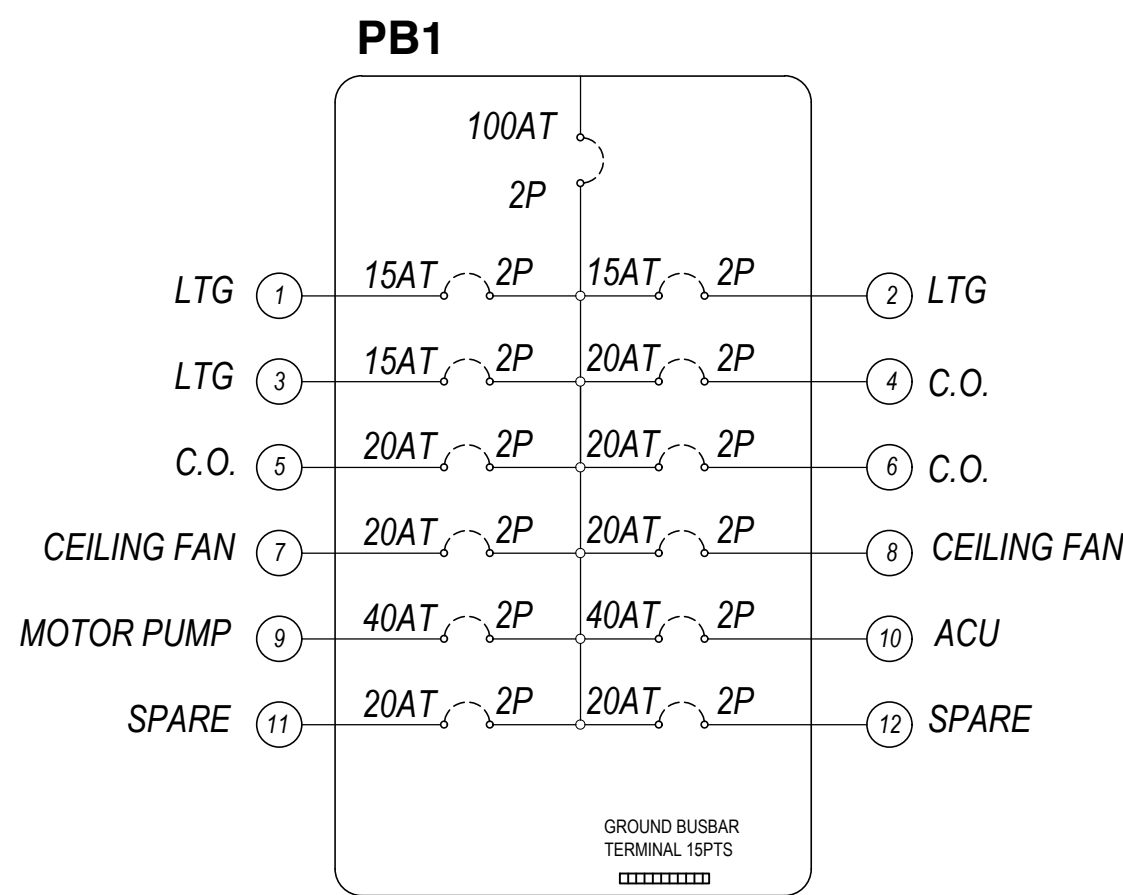 PB1
100AT
2P
LTG 1 15AT 2P 15AT 2P 2 LTG
LTG 3 15AT 2P 20AT 2P 4 C.O.
C.O. 5 20AT 2P 20AT 2P 6 C.O.
CEILING FAN 7 20AT 2P 20AT 2P 8 CEILING FAN
MOTOR PUMP 9 40AT 2P 40AT 2P 10 ACU
SPARE 11 20AT 2P 20AT 2P 12 SPARE
GROUND BUSBAR
TERMINAL 15PTS